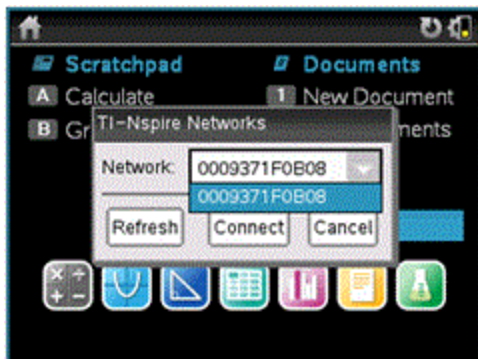 Scratchpad
Documents
A Calculate
1 New Document
B Gr
ments
TI-Nspire Networks
Network: 0009371F0B08
0009371F0B08
Refresh Connect Cancel